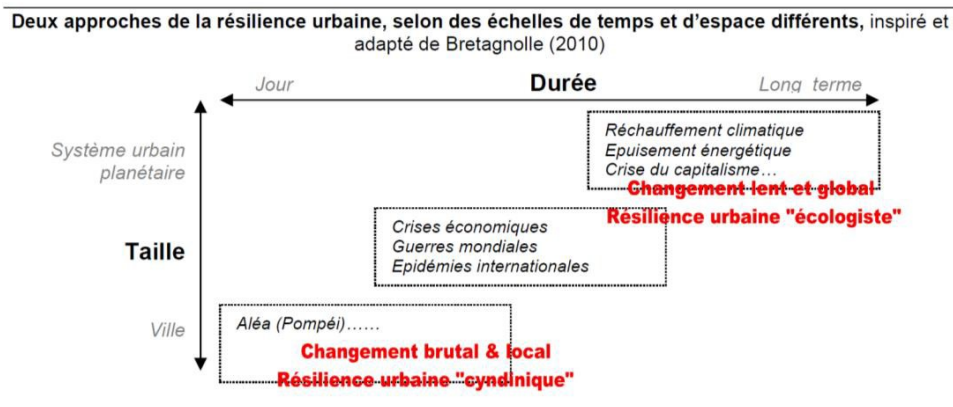 Deux approches de la résilience urbaine, selon des échelles de temps et d'espace différents, inspiré et
adapté de Bretagnolle (2010)
Jour
Durée
Long terme
Système urbain
planétaire
Réchauffement climatique
Epuisement énergétique
Crise du capitalisme…
Changement lent et global
Résilience urbaine "écologiste"
Taille
Crises économiques
Guerres mondiales
Epidémies internationales
Ville
Aléa (Pompéi)……
Changement brutal & local
Résilience urbaine "cyndinique"